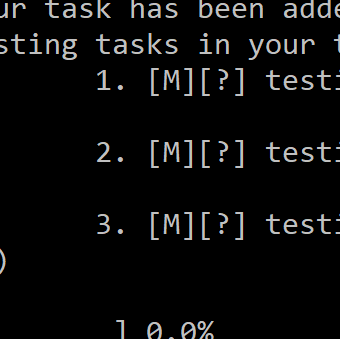 ur task has been adde
sting tasks in your t
1. [M][?] testi
2. [M][?] testi
3. [M][?] testi
)
] 0.0%